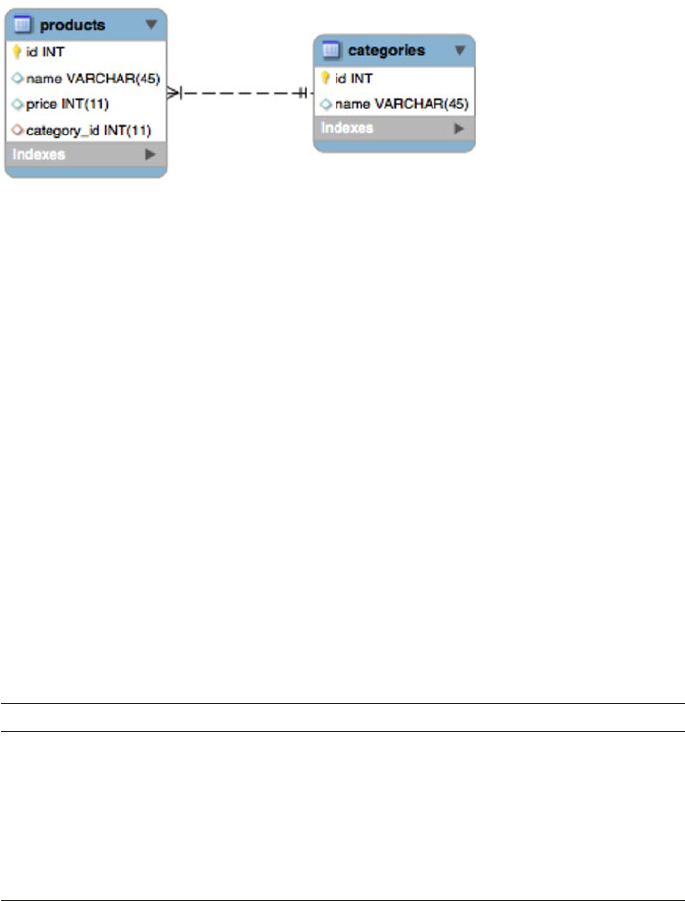 products
id INT
name VARCHAR(45)
price INT(11)
category_id INT(11)
Indexes
categories
id INT
name VARCHAR(45)
Indexes